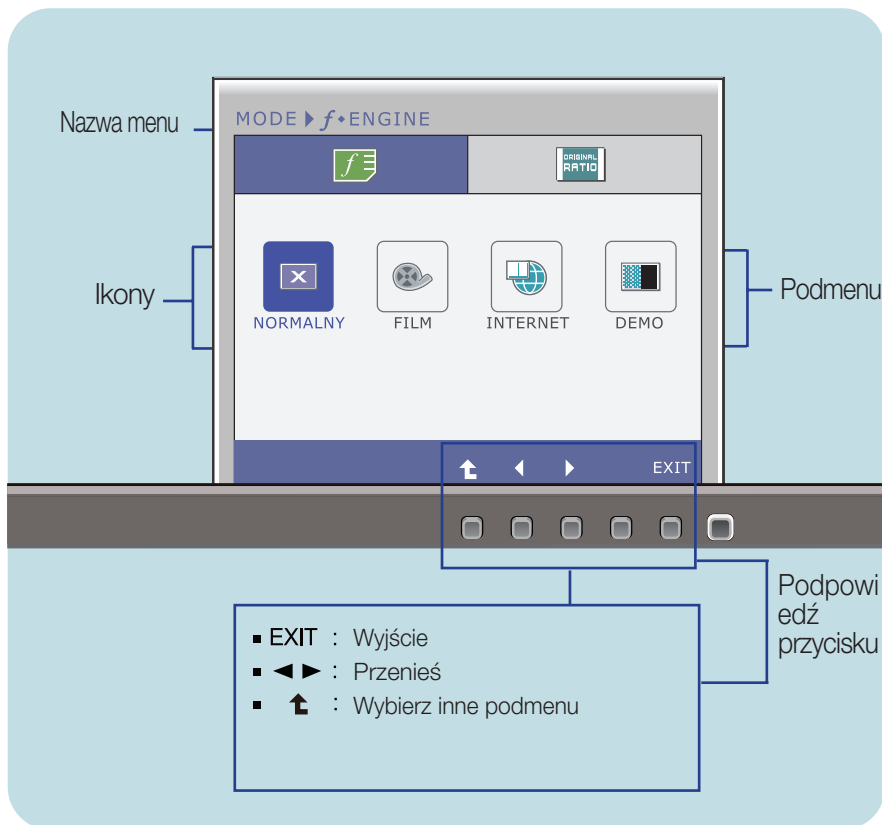 Nazwa menu
MODE ▶ f·ENGINE
f
ORIGINAL
RATIO
Ikony
Podmenu
NORMALNY FILM INTERNET DEMO
EXIT
Podpowi
edź
przycisku
▪ EXIT : Wyjście
▪ ◀ ▶ : Przenieś
▪ : Wybierz inne podmenu